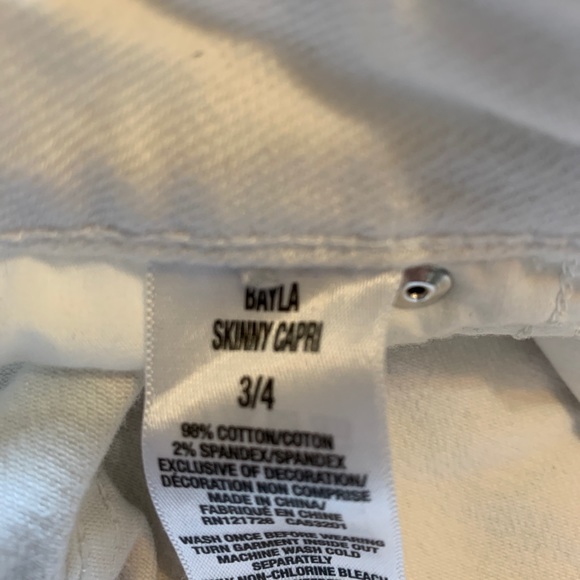 BAYLA
SKINNY CAPRI
3/4
98% COTTON/COTON
2% SPANDEX/SPANDEX
EXCLUSIVE OF DECORATION/
DÉCORATION NON COMPRISE
MADE IN CHINA/
FABRIQUÉ EN CHINE
RN121726 CA53201
WASH ONCE BEFORE WEARING
TURN GARMENT INSIDE OUT
MACHINE WASH COLD
SEPARATELY
NON-CHLORINE BLEACH